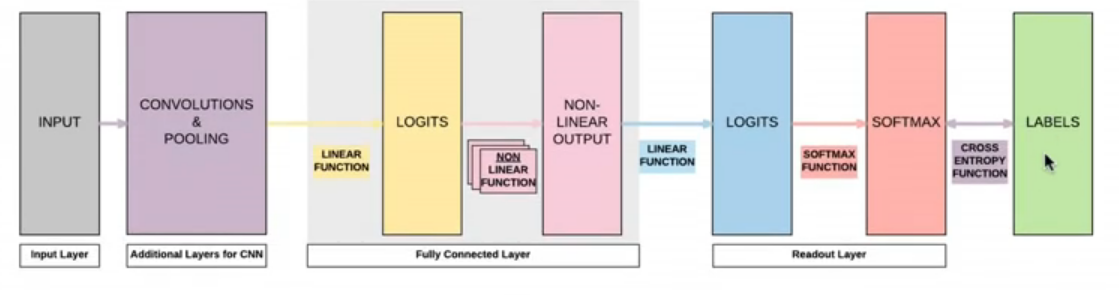 INPUT
CONVOLUTIONS
&
POOLING
LINEAR
FUNCTION
LOGITS
NON
LINEAR
FUNCTION
NON-
LINEAR
OUTPUT
LINEAR
FUNCTION
LOGITS
SOFTMAX
FUNCTION
SOFTMAX
CROSS
ENTROPY
FUNCTION
LABELS
Input Layer
Additional Layers for CNN
Fully Connected Layer
Readout Layer